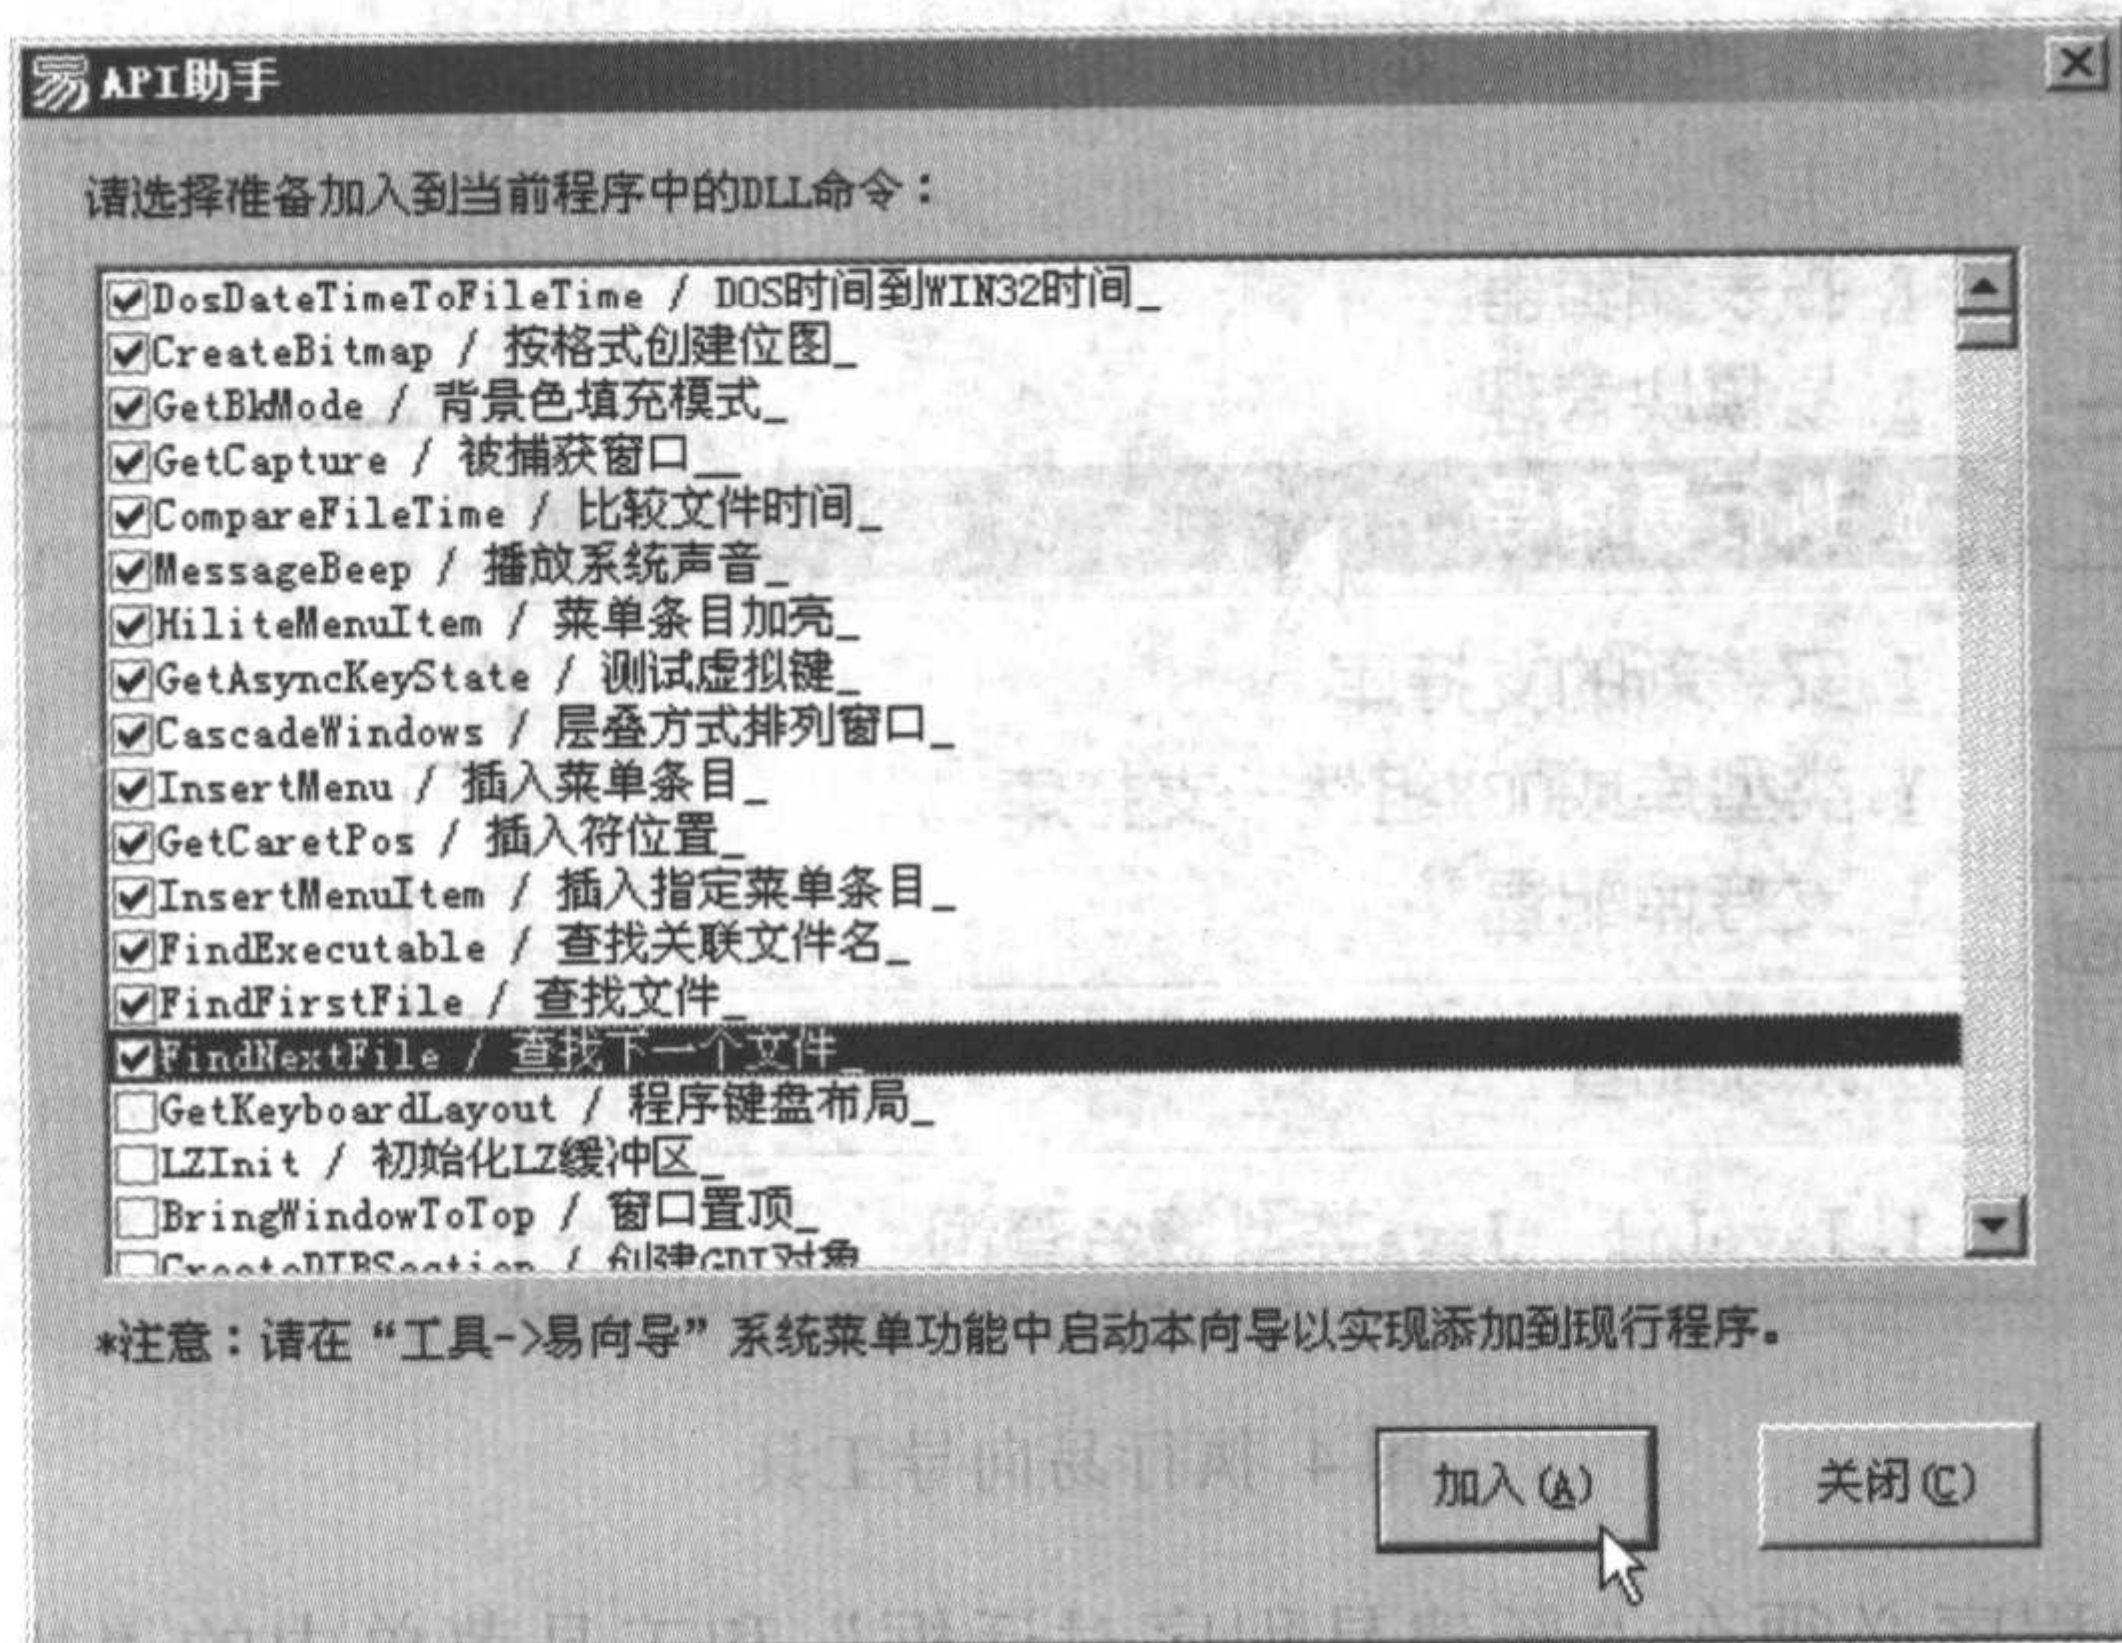 易 API助手
请选择准备加入到当前程序中的DLL命令：
DosDateTimeToFileTime / DOS时间到WIN32时间_
CreateBitmap / 按格式创建位图_
GetBkMode / 背景色填充模式_
GetCapture / 被捕获窗口__
CompareFileTime / 比较文件时间_
MessageBeep / 播放系统声音_
HiliteMenuItem / 菜单条目加亮_
GetAsyncKeyState / 测试虚拟键_
CascadeWindows / 层叠方式排列窗口_
InsertMenu / 插入菜单条目_
GetCaretPos / 插入符位置_
InsertMenuItem / 插入指定菜单条目_
FindExecutable / 查找关联文件名_
FindFirstFile / 查找文件_
FindNextFile / 查找下一个文件_
GetKeyboardLayout / 程序键盘布局_
LZInit / 初始化LZ缓冲区_
BringWindowToTop / 窗口置顶_
CreateDIBSection / 创建GDI对象
*注意：请在“工具->易向导”系统菜单功能中启动本向导以实现添加到现行程序。
加入(A)
关闭(C)